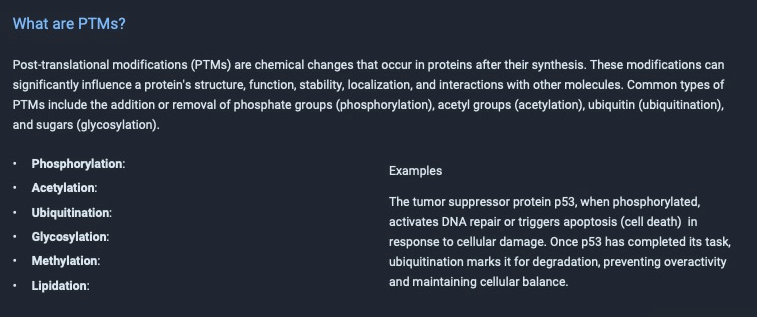 What are PTMs?
Post-translational modifications (PTMs) are chemical changes that occur in proteins after their synthesis. These modifications can
significantly influence a protein's structure, function, stability, localization, and interactions with other molecules. Common types of
PTMs include the addition or removal of phosphate groups (phosphorylation), acetyl groups (acetylation), ubiquitin (ubiquitination),
and sugars (glycosylation).
• Phosphorylation:
• Acetylation:
• Ubiquitination:
• Glycosylation:
• Methylation:
• Lipidation:
Examples
The tumor suppressor protein p53, when phosphorylated,
activates DNA repair or triggers apoptosis (cell death)  in
response to cellular damage. Once p53 has completed its task,
ubiquitination marks it for degradation, preventing overactivity
and maintaining cellular balance.